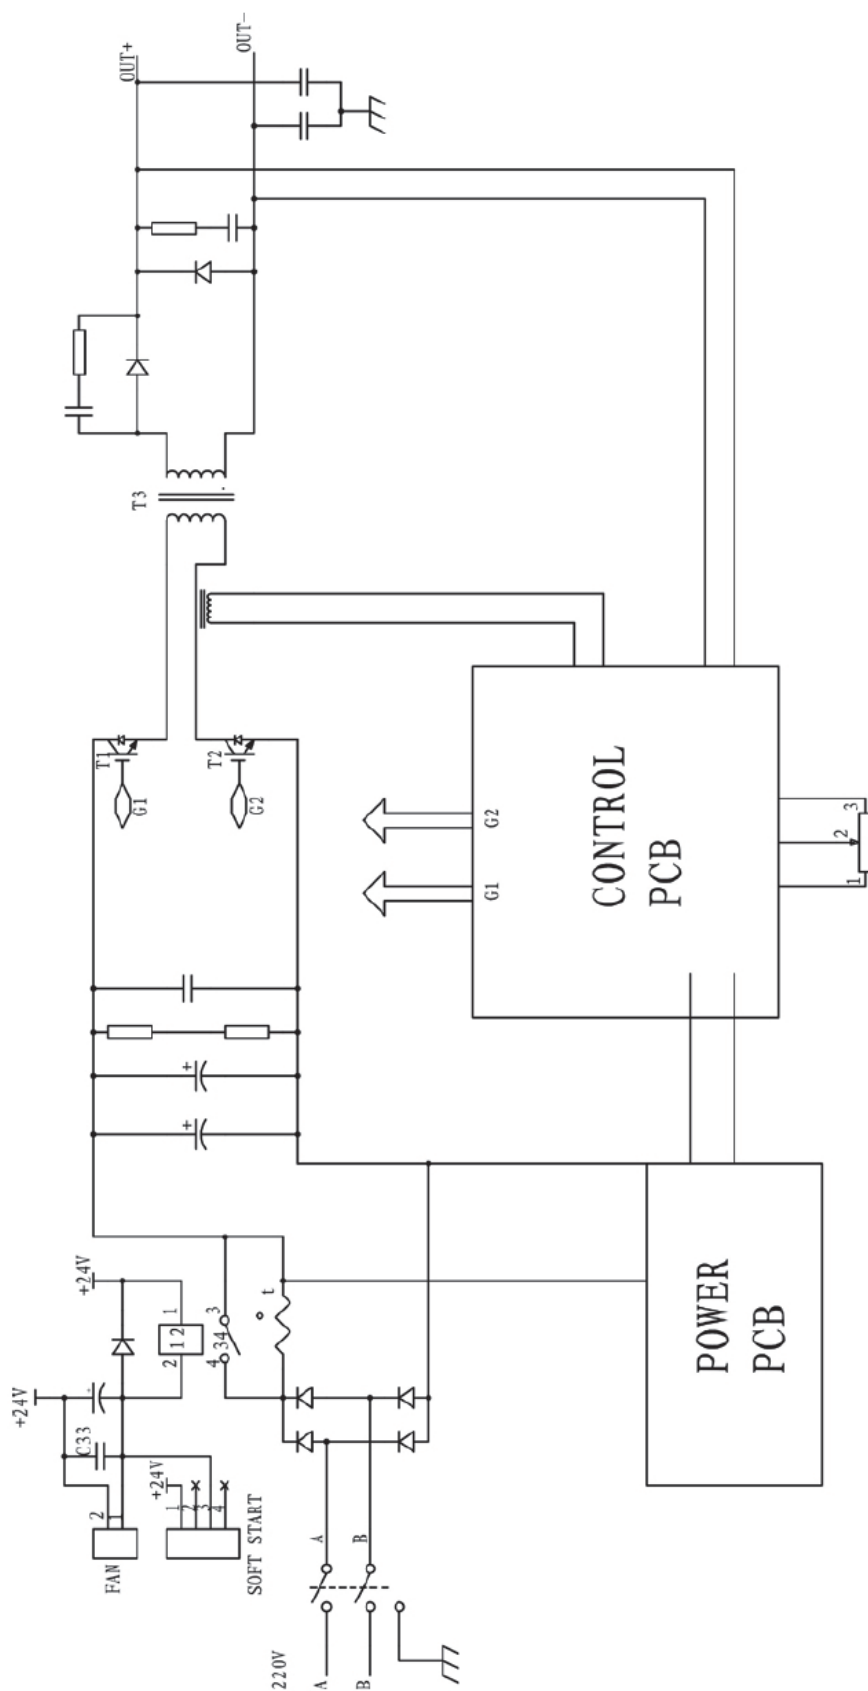 OUT+
OUT-
T3
T1
G1
T2
G2
G1
G2
CONTROL
PCB
1
2
3
POWER
PCB
+24V
+24V
C33
2
1
FAN
+24V
1
2
3
4
SOFT START
2
12
1
4
34
3
t
220V
A
B
A
B